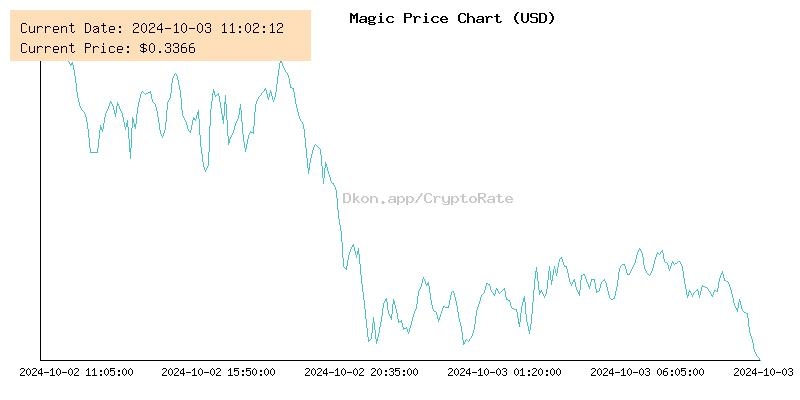 Magic Price Chart (USD)
Current Date: 2024-10-03 11:02:12
Current Price: $0.3366
Dkon.app/CryptoRate
2024-10-02 11:05:00 2024-10-02 15:50:00 2024-10-02 20:35:00 2024-10-03 01:20:00 2024-10-03 06:05:00 2024-10-03